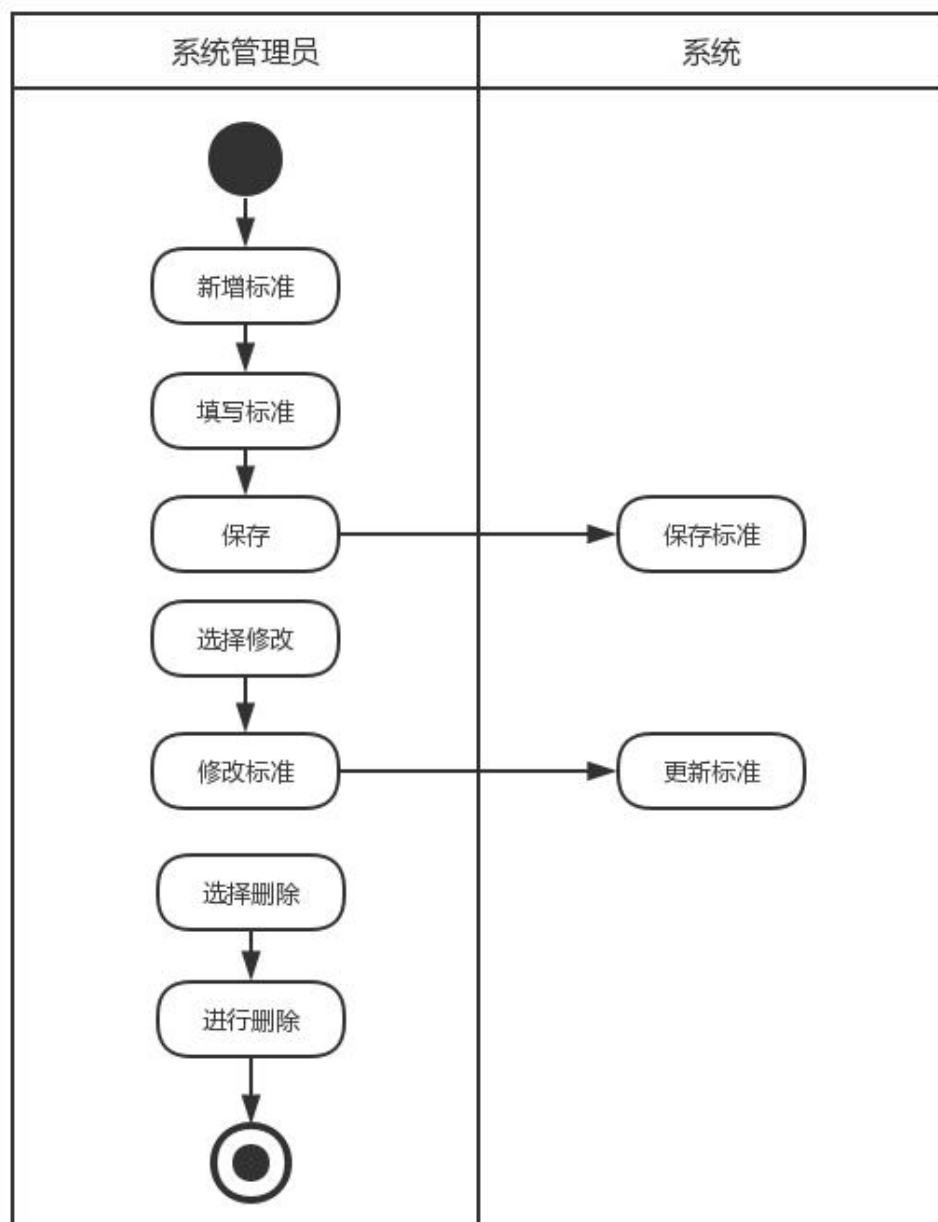 系统管理员
系统
新增标准
填写标准
保存
保存标准
选择修改
修改标准
更新标准
选择删除
进行删除